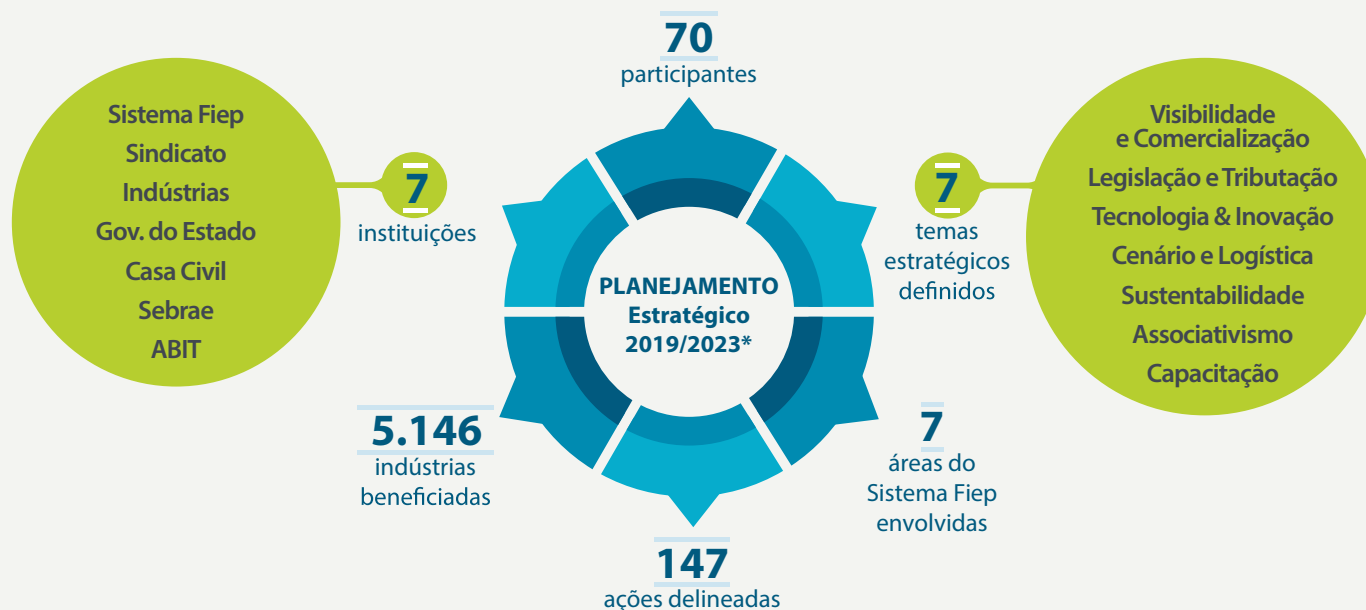 70
participantes
Sistema Fiep
Sindicato
Indústrias
Gov. do Estado
Casa Civil
Sebrae
ABIT
7
instituições
PLANEJAMENTO
Estratégico
2019/2023*
7
temas
estratégicos
definidos
Visibilidade
e Comercialização
Legislação e Tributação
Tecnologia & Inovação
Cenário e Logística
Sustentabilidade
Associativismo
Capacitação
5.146
indústrias
beneficiadas
7
áreas do
Sistema Fiep
envolvidas
147
ações delineadas